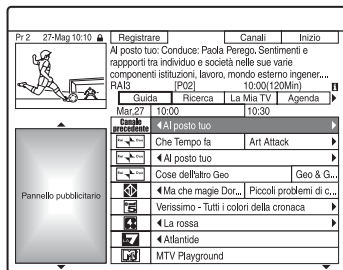 Pr 2 27-Mag 10:10
Registrare Canali Inizio
Al posto tuo: Conduce: Paola Perego. Sentimenti e
rappporti tra individuo e società nelle sue varie
componenti istituzioni, lavoro, mondo esterno ingener....
RAI3 [P02] 10:00(120Min)
Guida Ricerca La Mia TV Agenda
Mar,27 10:00 10:30
Canale
precedente
Al posto tuo
Che Tempo fa Art Attack
Al posto tuo
Cose dell'altro Geo Geo & G...
Ma che magie Dor... Piccoli problemi di c...
Verissimo - Tutti i colori della cronaca
La rossa
Atlantide
MTV Playground
Pannello pubblicitario